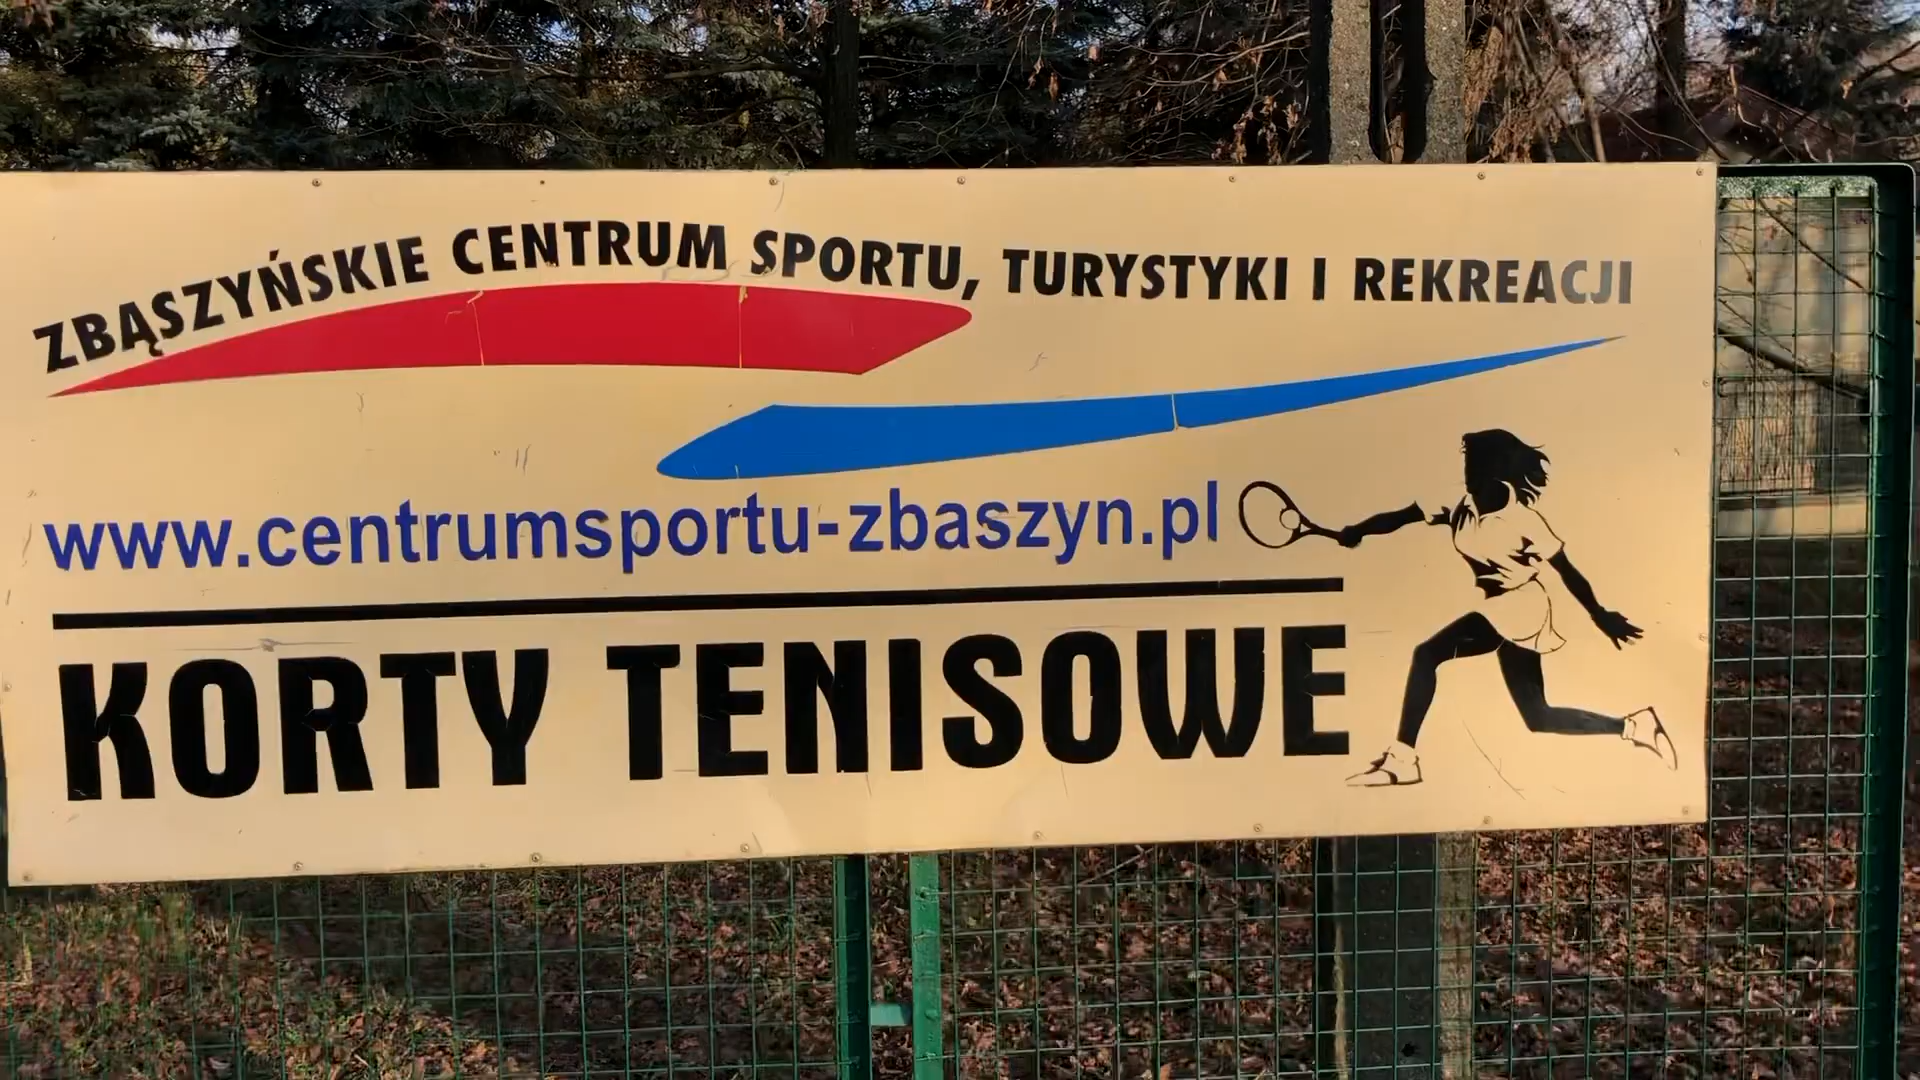 ZBĄSZYŃSKIE CENTRUM SPORTU, TURYSTYKI I REKREACJI
www.centrumsportu-zbaszyn.pl
KORTY TENISOWE